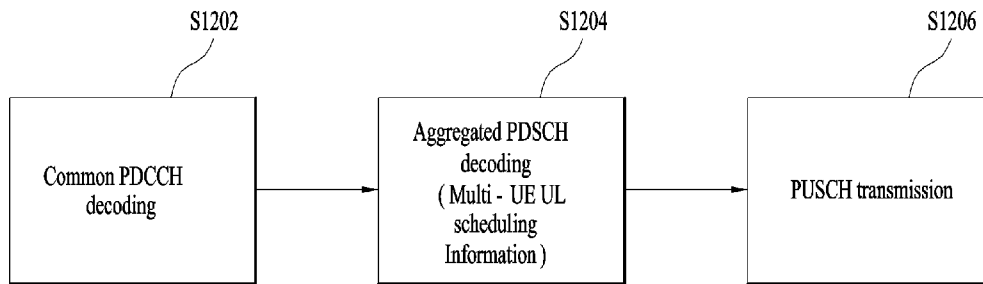 S1202
S1204
S1206
Common PDCCH
decoding
Aggregated PDSCH
decoding
( Multi - UE UL
scheduling
Information )
PUSCH transmission